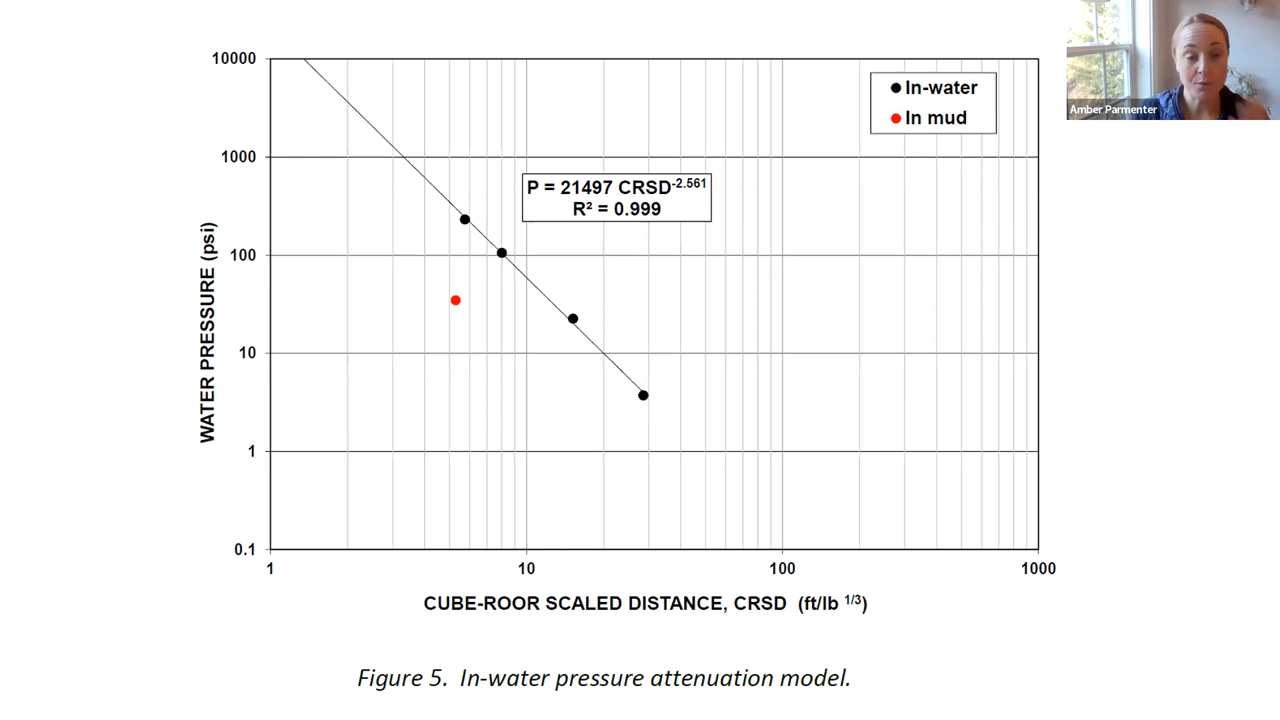 10000
1000
100
10
1
0.1
1
10
100
1000
WATER PRESSURE (psi)
CUBE-ROOR SCALED DISTANCE, CRSD (ft/lb 1/3)
In-water
In mud
P = 21497 CRSD-2.561
R² = 0.999
Figure 5. In-water pressure attenuation model.
Amber Parmenter